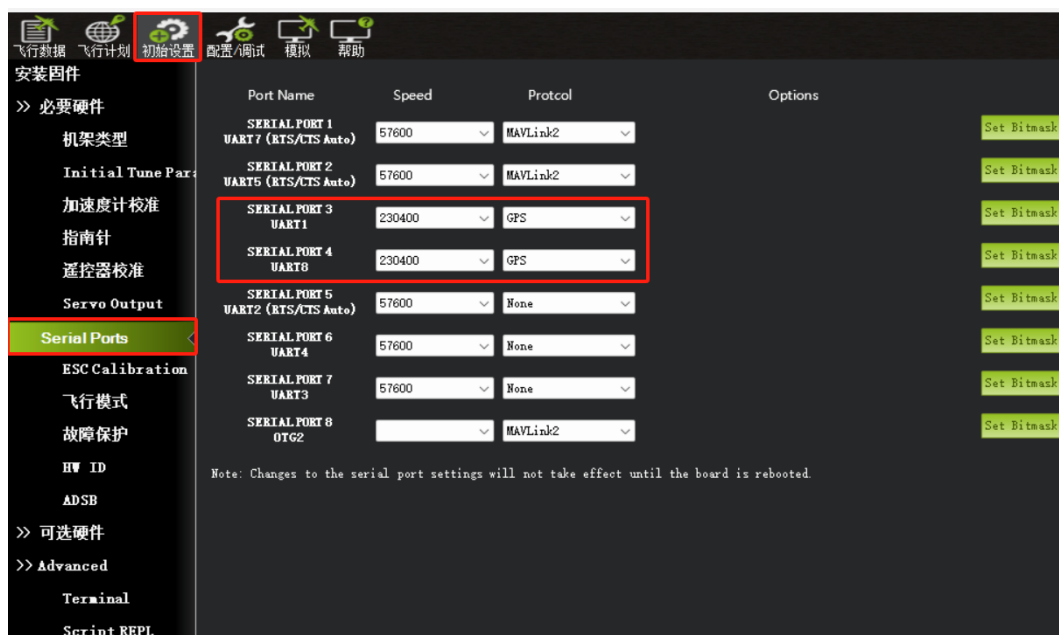 飞行数据 飞行计划 初始设置 配置/调试 模拟 帮助
安装固件
>> 必要硬件
机架类型
Initial Tune Para
加速度计校准
指南针
遥控器校准
Servo Output
Serial Ports
ESC Calibration
飞行模式
故障保护
HW ID
ADSB
>> 可选硬件
>> Advanced
Terminal
Script REPL
Port Name Speed Protcol Options
SERIAL PORT 1
UART7 (RTS/CTS Auto) 57600 MAVLink2 Set Bitmask
SERIAL PORT 2
UART5 (RTS/CTS Auto) 57600 MAVLink2 Set Bitmask
SERIAL PORT 3
UART1 230400 GPS Set Bitmask
SERIAL PORT 4
UART8 230400 GPS Set Bitmask
SERIAL PORT 5
UART2 (RTS/CTS Auto) 57600 None Set Bitmask
SERIAL PORT 6
UART4 57600 None Set Bitmask
SERIAL PORT 7
UART3 57600 None Set Bitmask
SERIAL PORT 8
OTG2 MAVLink2 Set Bitmask
Note: Changes to the serial port settings will not take effect until the board is rebooted.